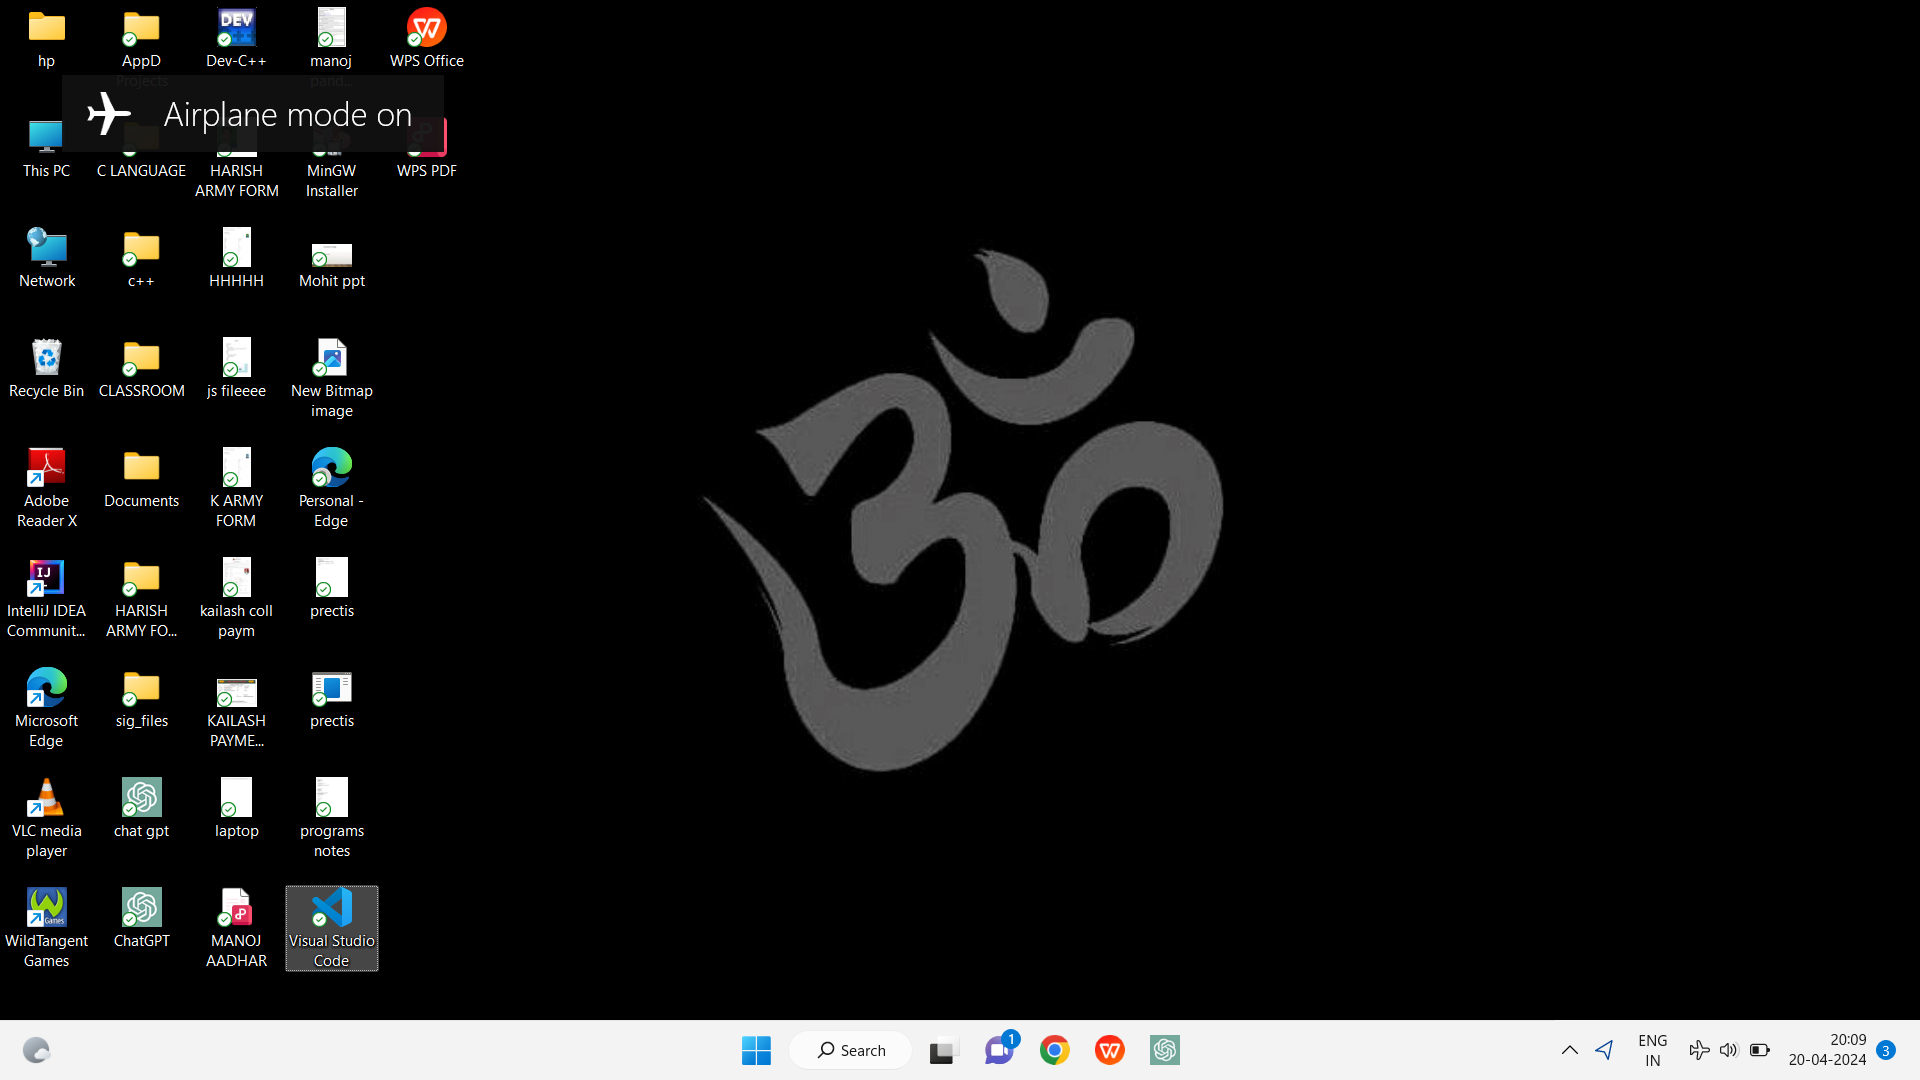 hp
AppD
Projects
Dev-C++
manoj
pand...
WPS Office
Airplane mode on
This PC
C LANGUAGE
HARISH
ARMY FORM
MinGW
Installer
WPS PDF
Network
c++
HHHHH
Mohit ppt
Recycle Bin
CLASSROOM
js fileeee
New Bitmap
image
Adobe
Reader X
Documents
K ARMY
FORM
Personal -
Edge
IntelliJ IDEA
Communit...
HARISH
ARMY FO...
kailash coll
paym
prectis
Microsoft
Edge
sig_files
KAILASH
PAYME...
prectis
VLC media
player
chat gpt
laptop
programs
notes
WildTangent
Games
ChatGPT
MANOJ
AADHAR
Visual Studio
Code
ॐ
Search
1
ENG
IN
20:09
20-04-2024
3